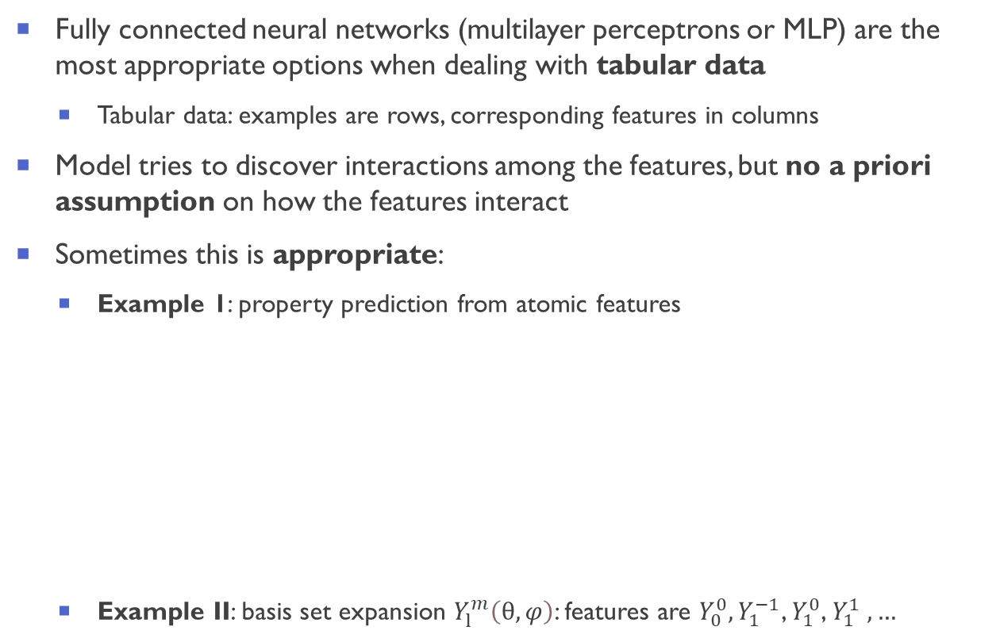 ▪ Fully connected neural networks (multilayer perceptrons or MLP) are the
most appropriate options when dealing with tabular data
▪ Tabular data: examples are rows, corresponding features in columns
▪ Model tries to discover interactions among the features, but no a priori
assumption on how the features interact
▪ Sometimes this is appropriate:
▪ Example I: property prediction from atomic features
▪ Example II: basis set expansion Y_l^m(θ, φ): features are Y_0^0, Y_1^{−1}, Y_1^0, Y_1^1 , …